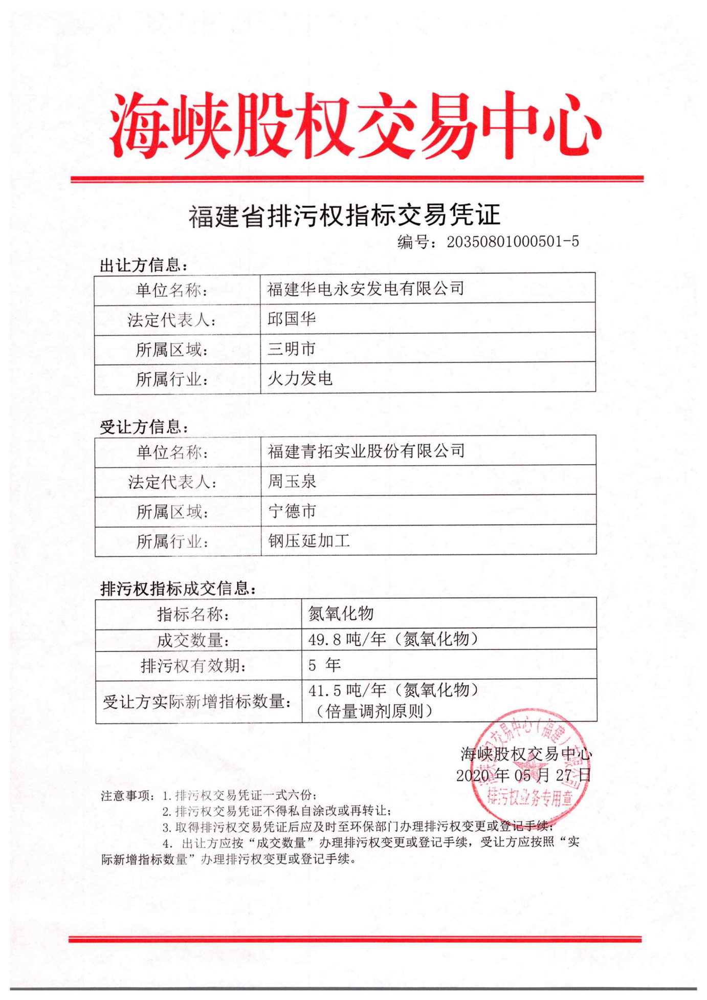 海峡股权交易中心
福建省排污权指标交易凭证
编号：20350801000501-5
出让方信息：
单位名称： 福建华电永安发电有限公司
法定代表人： 邱国华
所属区域： 三明市
所属行业： 火力发电
受让方信息：
单位名称： 福建青拓实业股份有限公司
法定代表人： 周玉泉
所属区域： 宁德市
所属行业： 钢压延加工
排污权指标成交信息：
指标名称： 氮氧化物
成交数量： 49.8吨/年（氮氧化物）
排污权有效期： 5 年
受让方实际新增指标数量： 41.5吨/年（氮氧化物）
（倍量调剂原则）
海峡股权交易中心
2020年05月27日
海峡股权交易中心（福建）有限公司
排污权业务专用章
注意事项：1.排污权交易凭证一式六份；
2.排污权交易凭证不得私自涂改或再转让；
3.取得排污权交易凭证后应及时至环保部门办理排污权变更或登记手续；
4. 出让方应按“成交数量”办理排污权变更或登记手续，受让方应按照“实
际新增指标数量”办理排污权变更或登记手续。